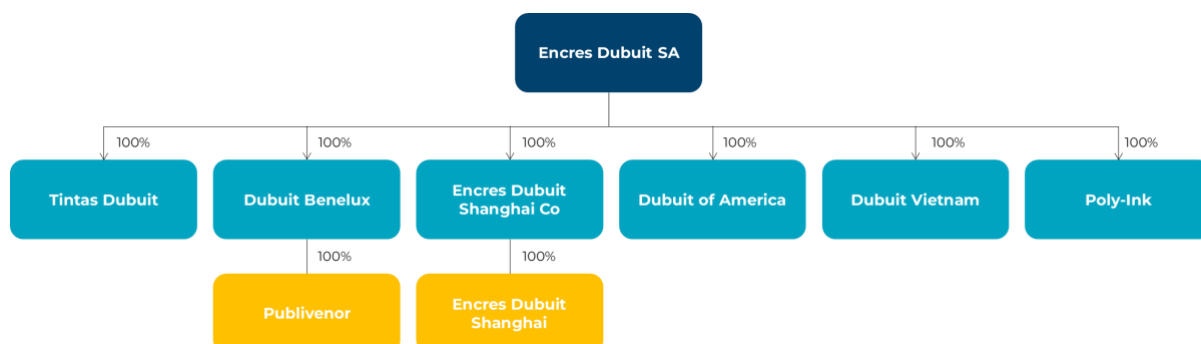 Encres Dubuit SA
100%
100%
100%
100%
100%
100%
Tintas Dubuit
Dubuit Benelux
Encres Dubuit
Shanghai Co
Dubuit of America
Dubuit Vietnam
Poly-Ink
100%
100%
Publivenor
Encres Dubuit
Shanghai